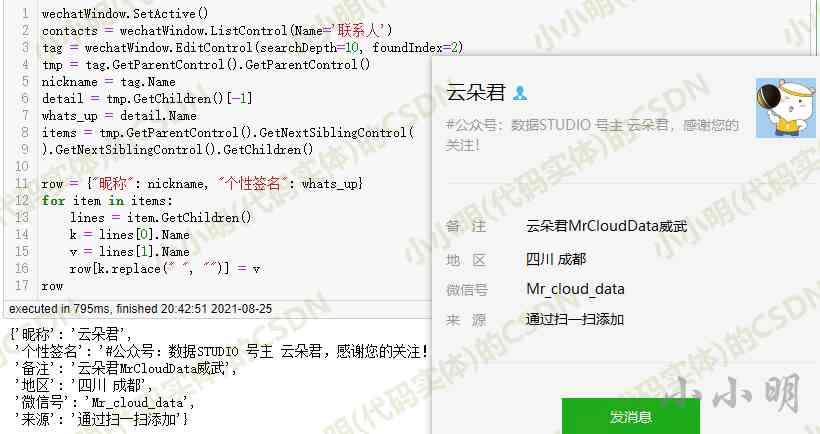 1 wechatWindow.SetActive()
2 contacts = wechatWindow.ListControl(Name='联系人')
3 tag = wechatWindow.EditControl(searchDepth=10, foundIndex=2)
4 tmp = tag.GetParentControl().GetParentControl()
5 nickname = tag.Name
6 detail = tmp.GetChildren()[-1]
7 whats_up = detail.Name
8 items = tmp.GetParentControl().GetNextSiblingControl(
9 ).GetNextSiblingControl().GetChildren()
10
11 row = {"昵称": nickname, "个性签名": whats_up}
12 for item in items:
13     lines = item.GetChildren()
14     k = lines[0].Name
15     v = lines[1].Name
16     row[k.replace(" ", "")] = v
17 row
executed in 795ms, finished 20:42:51 2021-08-25
{'昵称': '云朵君',
 '个性签名': '#公众号：数据STUDIO 号主 云朵君，感谢您的关注！
 '备注': '云朵君MrCloudData威武',
 '地区': '四川 成都',
 '微信号': 'Mr_cloud_data',
 '来源': '通过扫一扫添加'}
云朵君
#公众号：数据STUDIO 号主 云朵君，感谢您的
关注！
备 注 云朵君MrCloudData威武
地 区 四川 成都
微信号 Mr_cloud_data
来 源 通过扫一扫添加
发消息
小小明
小小明(代码实体)的CSDN